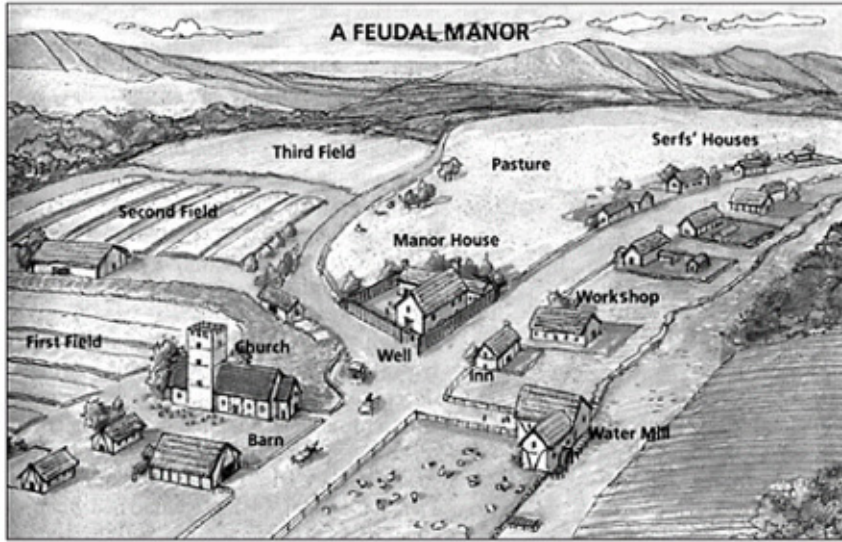 A FEUDAL MANOR
Serfs' Houses
Third Field
Pasture
Second Field
Manor House
Workshop
First Field
Church
Well
Inn
Barn
Water Mill